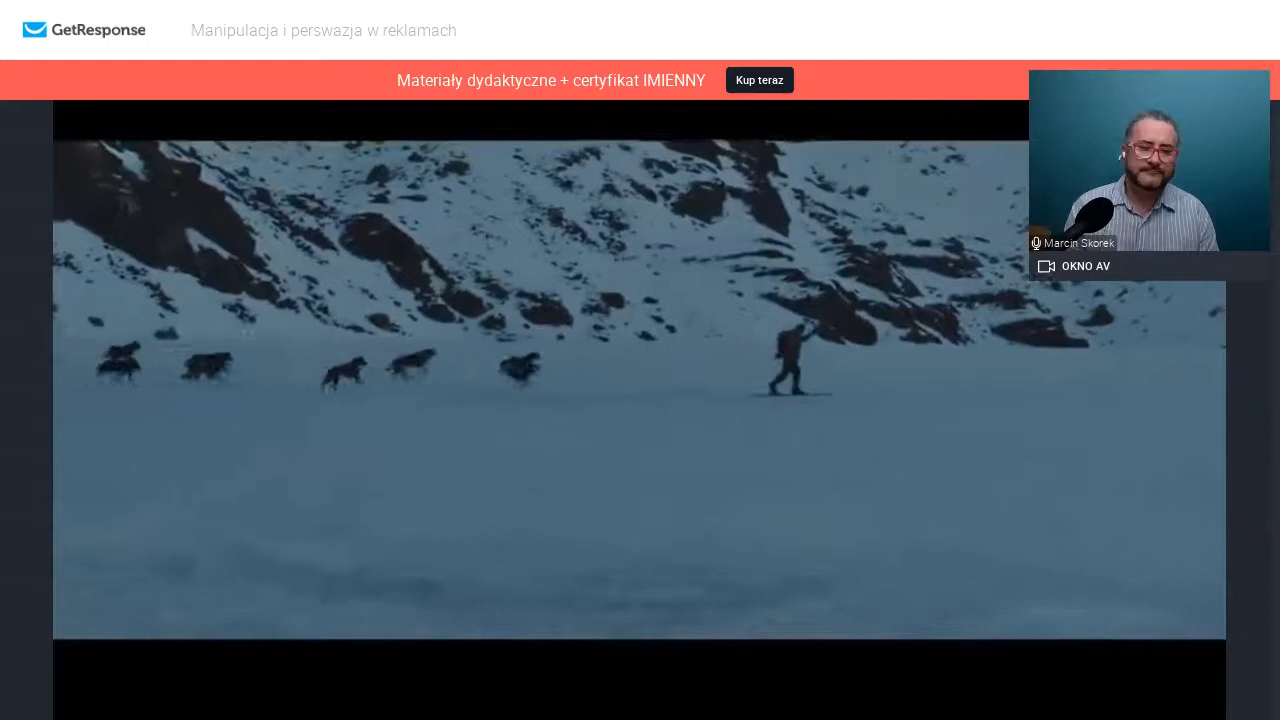 GetResponse
Manipulacja i perswazja w reklamach
Materiały dydaktyczne + certyfikat IMIENNY
Kup teraz
Marcin Skorek
OKNO AV